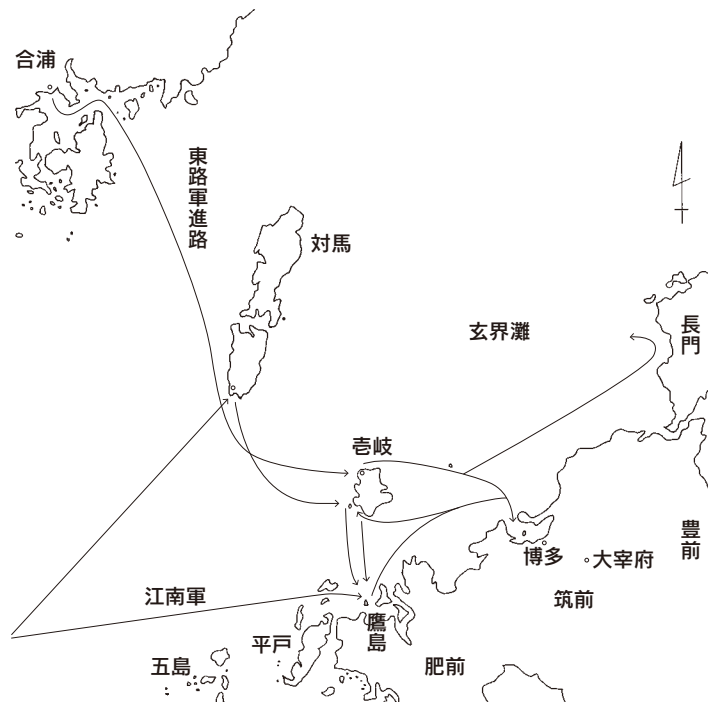 合浦
東路軍進路
対馬
玄界灘
長門
壱岐
豊前
博多
大宰府
筑前
江南軍
鷹島
平戸
五島
肥前